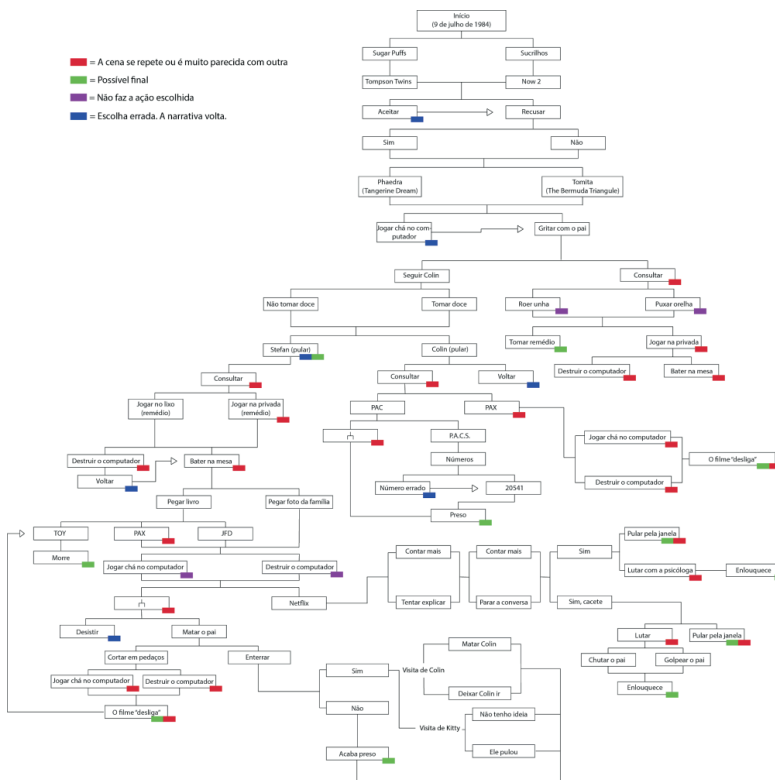 Início
(9 de julho de 1984)
= A cena se repete ou é muito parecida com outra
= Possível final
= Não faz a ação escolhida
= Escolha errada. A narrativa volta.
Sugar Puffs
Sucrilhos
Tompson Twins
Now 2
Aceitar
Recusar
Sim
Não
Phaedra
(Tangerine Dream)
Tomita
(The Bermuda Triangule)
Jogar chá no com-
putador
Gritar com o pai
Seguir Colin
Consultar
Não tomar doce
Tomar doce
Roer unha
Puxar orelha
Stefan (pular)
Colin (pular)
Tomar remédio
Jogar na privada
Consultar
Consultar
Voltar
Destruir o computador
Bater na mesa
Jogar no lixo
(remédio)
Jogar na privada
(remédio)
PAC
PAX
P.A.C.S.
Jogar chá no computador
Destruir o computador
Bater na mesa
Números
O filme "desliga"
Voltar
Número errado
20541
Destruir o computador
Pegar livro
Pegar foto da família
Preso
TOY
PAX
JFD
Morre
Jogar chá no computador
Destruir o computador
Contar mais
Contar mais
Sim
Pular pela janela
Lutar com a psicóloga
Enlouquece
Netflix
Tentar explicar
Parar a conversa
Sim, cacete
Desistir
Matar o pai
Lutar
Pular pela janela
Cortar em pedaços
Enterrar
Matar Colin
Chutar o pai
Golpear o pai
Jogar chá no computador
Destruir o computador
Sim
Visita de Colin
Deixar Colin ir
Enlouquece
O filme "desliga"
Não
Visita de Kitty
Não tenho ideia
Acaba preso
Ele pulou